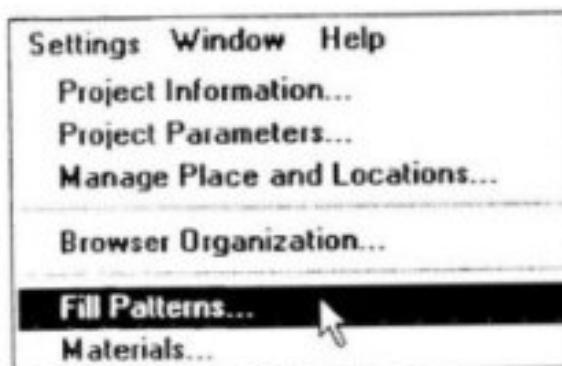 Settings Window Help
Project Information...
Project Parameters...
Manage Place and Locations...
Browser Organization...
Fill Patterns...
Materials...